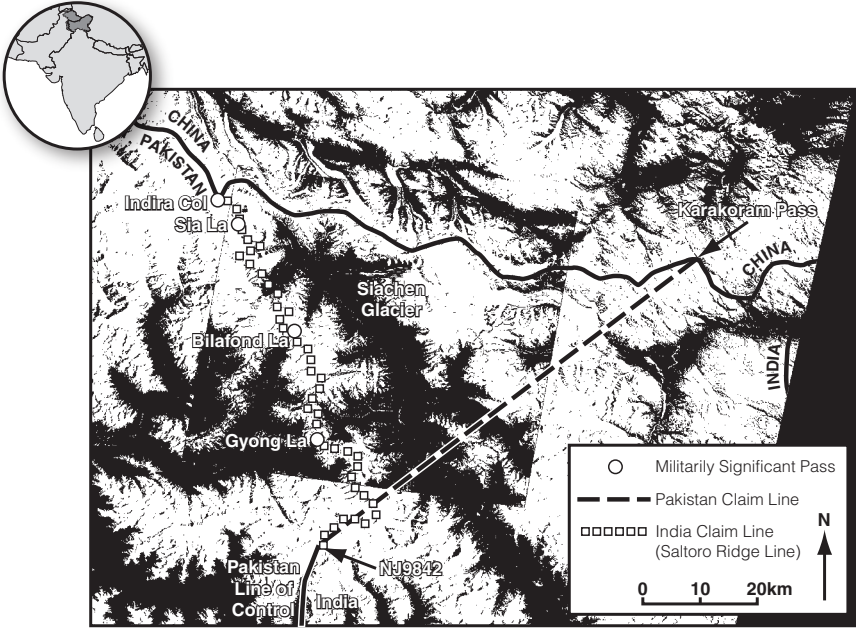 CHINA
PAKISTAN
Indira Col
Sia La
Karakoram Pass
CHINA
Siachen
Glacier
Bilafond La
INDIA
Gyong La
Militarily Significant Pass
Pakistan Claim Line
India Claim Line
(Saltoro Ridge Line)
N
0 10 20km
NJ9842
Pakistan
Line of
Control
India